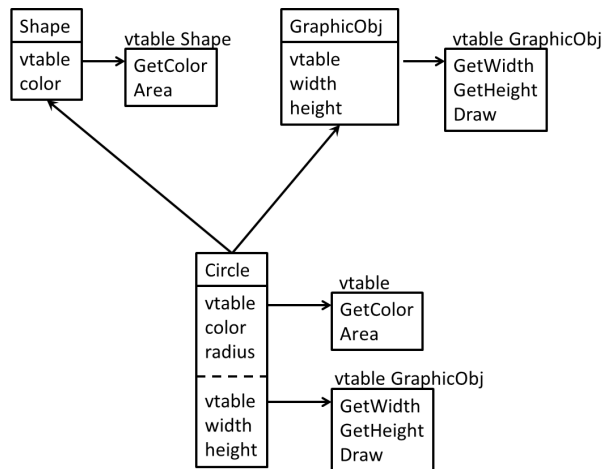 Shape
vtable
color
vtable Shape
GetColor
Area
GraphicObj
vtable
width
height
vtable GraphicObj
GetWidth
GetHeight
Draw
Circle
vtable
color
radius
vtable
width
height
vtable
GetColor
Area
vtable GraphicObj
GetWidth
GetHeight
Draw